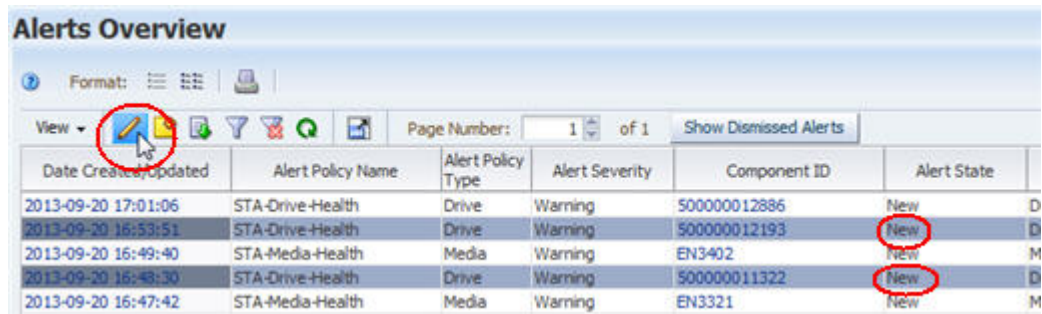 Alerts Overview
Format:
View Page Number: 1 of 1 Show Dismissed Alerts
Date Created/Updated Alert Policy Name Alert Policy Type Alert Severity Component ID Alert State
2013-09-20 17:01:06 STA-Drive-Health Drive Warning 500000012886 New D
2013-09-20 16:53:51 STA-Drive-Health Drive Warning 500000012193 New D
2013-09-20 16:49:40 STA-Media-Health Media Warning EN3402 New M
2013-09-20 16:48:30 STA-Drive-Health Drive Warning 500000011322 New D
2013-09-20 16:47:42 STA-Media-Health Media Warning EN3321 New M